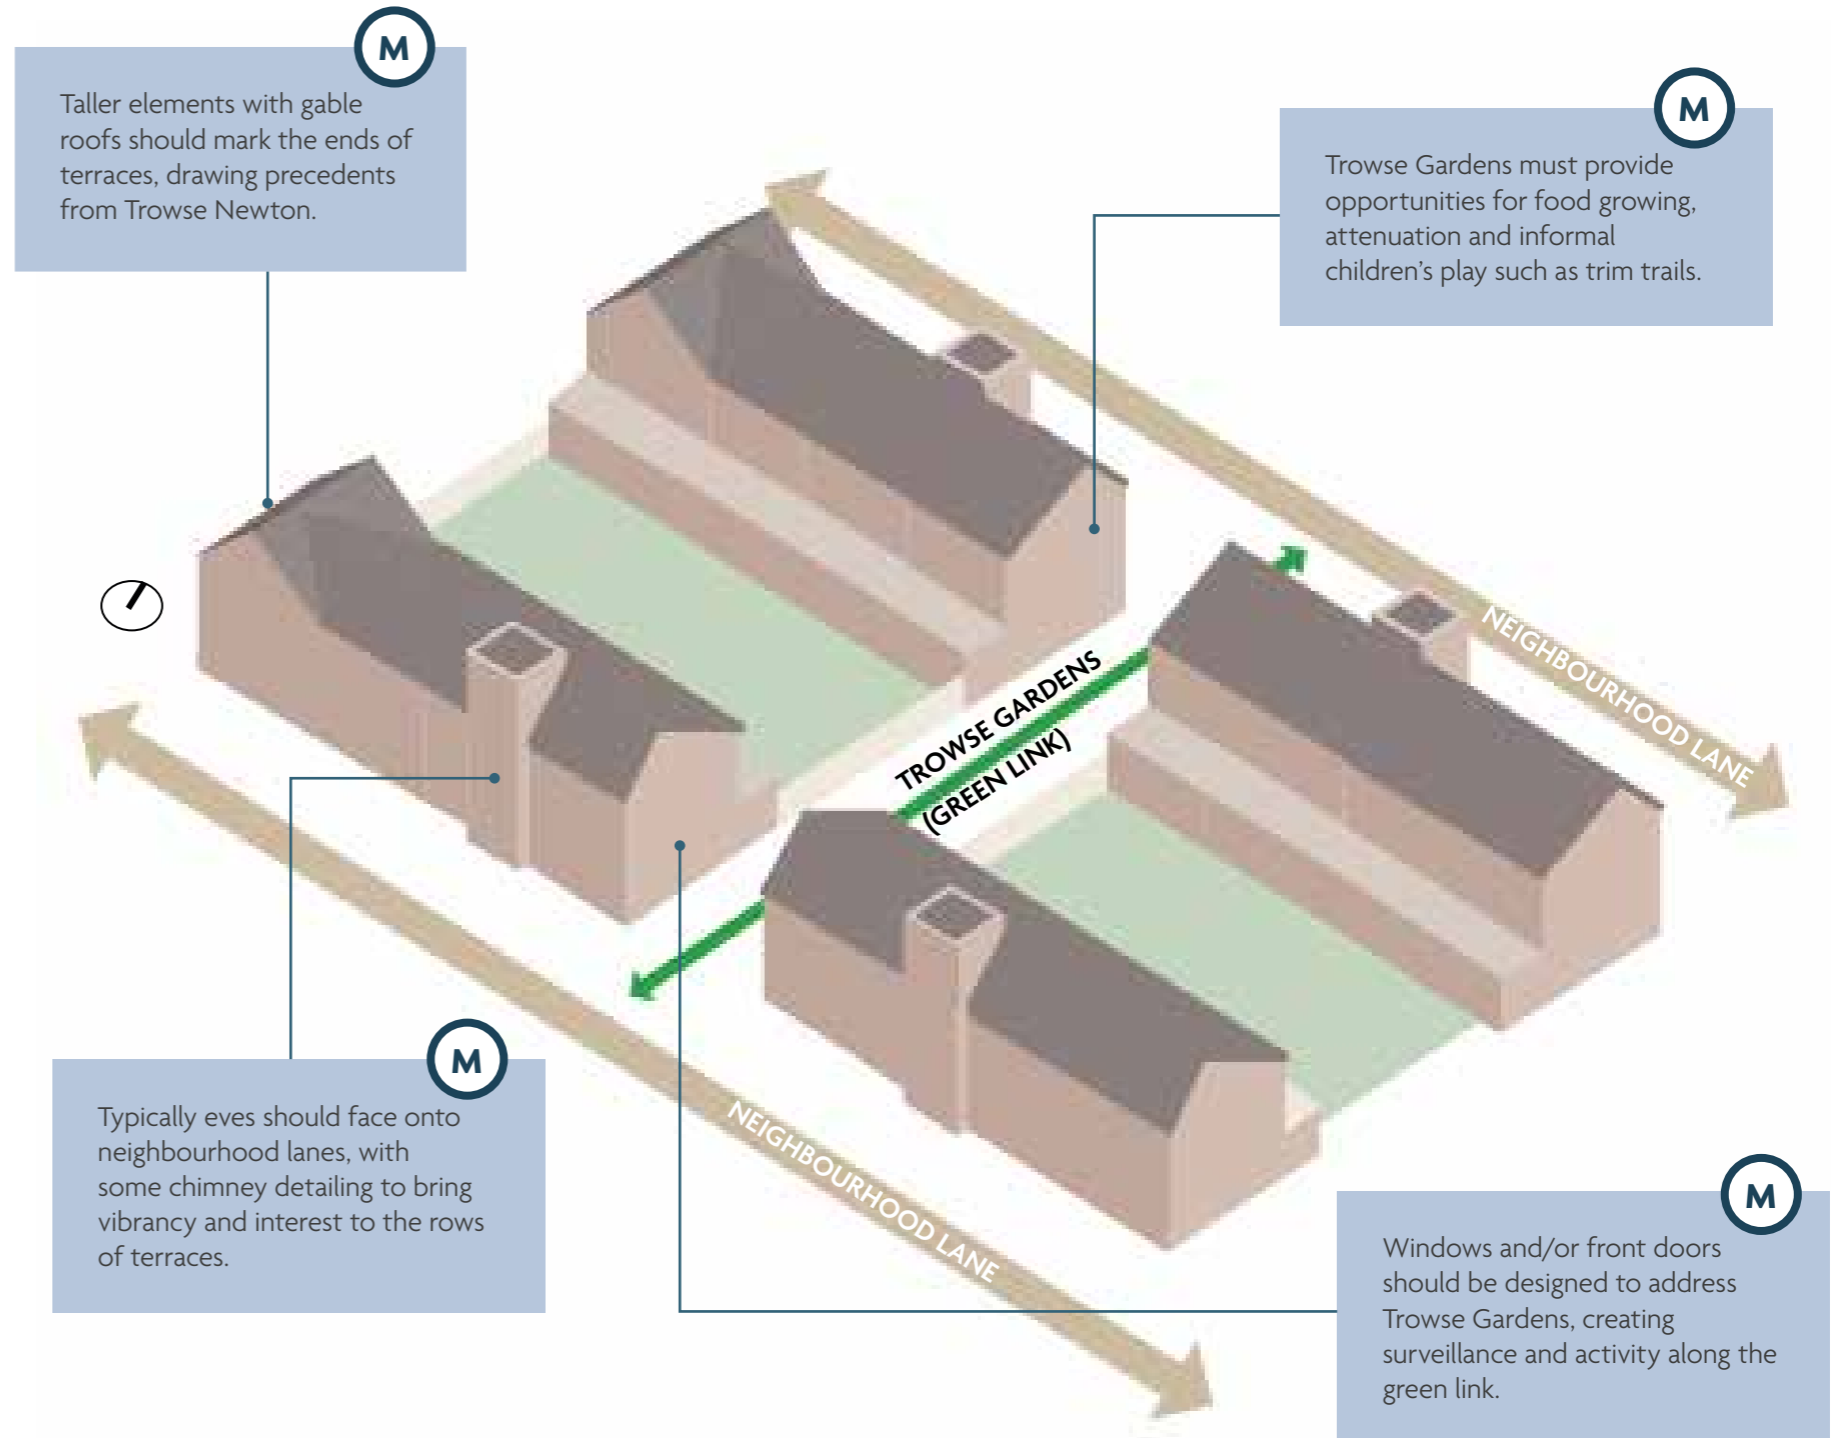 M
Taller elements with gable
roofs should mark the ends of
terraces, drawing precedents
from Trowse Newton.
M
Trowse Gardens must provide
opportunities for food growing,
attenuation and informal
children's play such as trim trails.
NEIGHBOURHOOD LANE
TROWSE GARDENS
(GREEN LINK)
M
Typically eves should face onto
neighbourhood lanes, with
some chimney detailing to bring
vibrancy and interest to the rows
of terraces.
NEIGHBOURHOOD LANE
M
Windows and/or front doors
should be designed to address
Trowse Gardens, creating
surveillance and activity along the
green link.